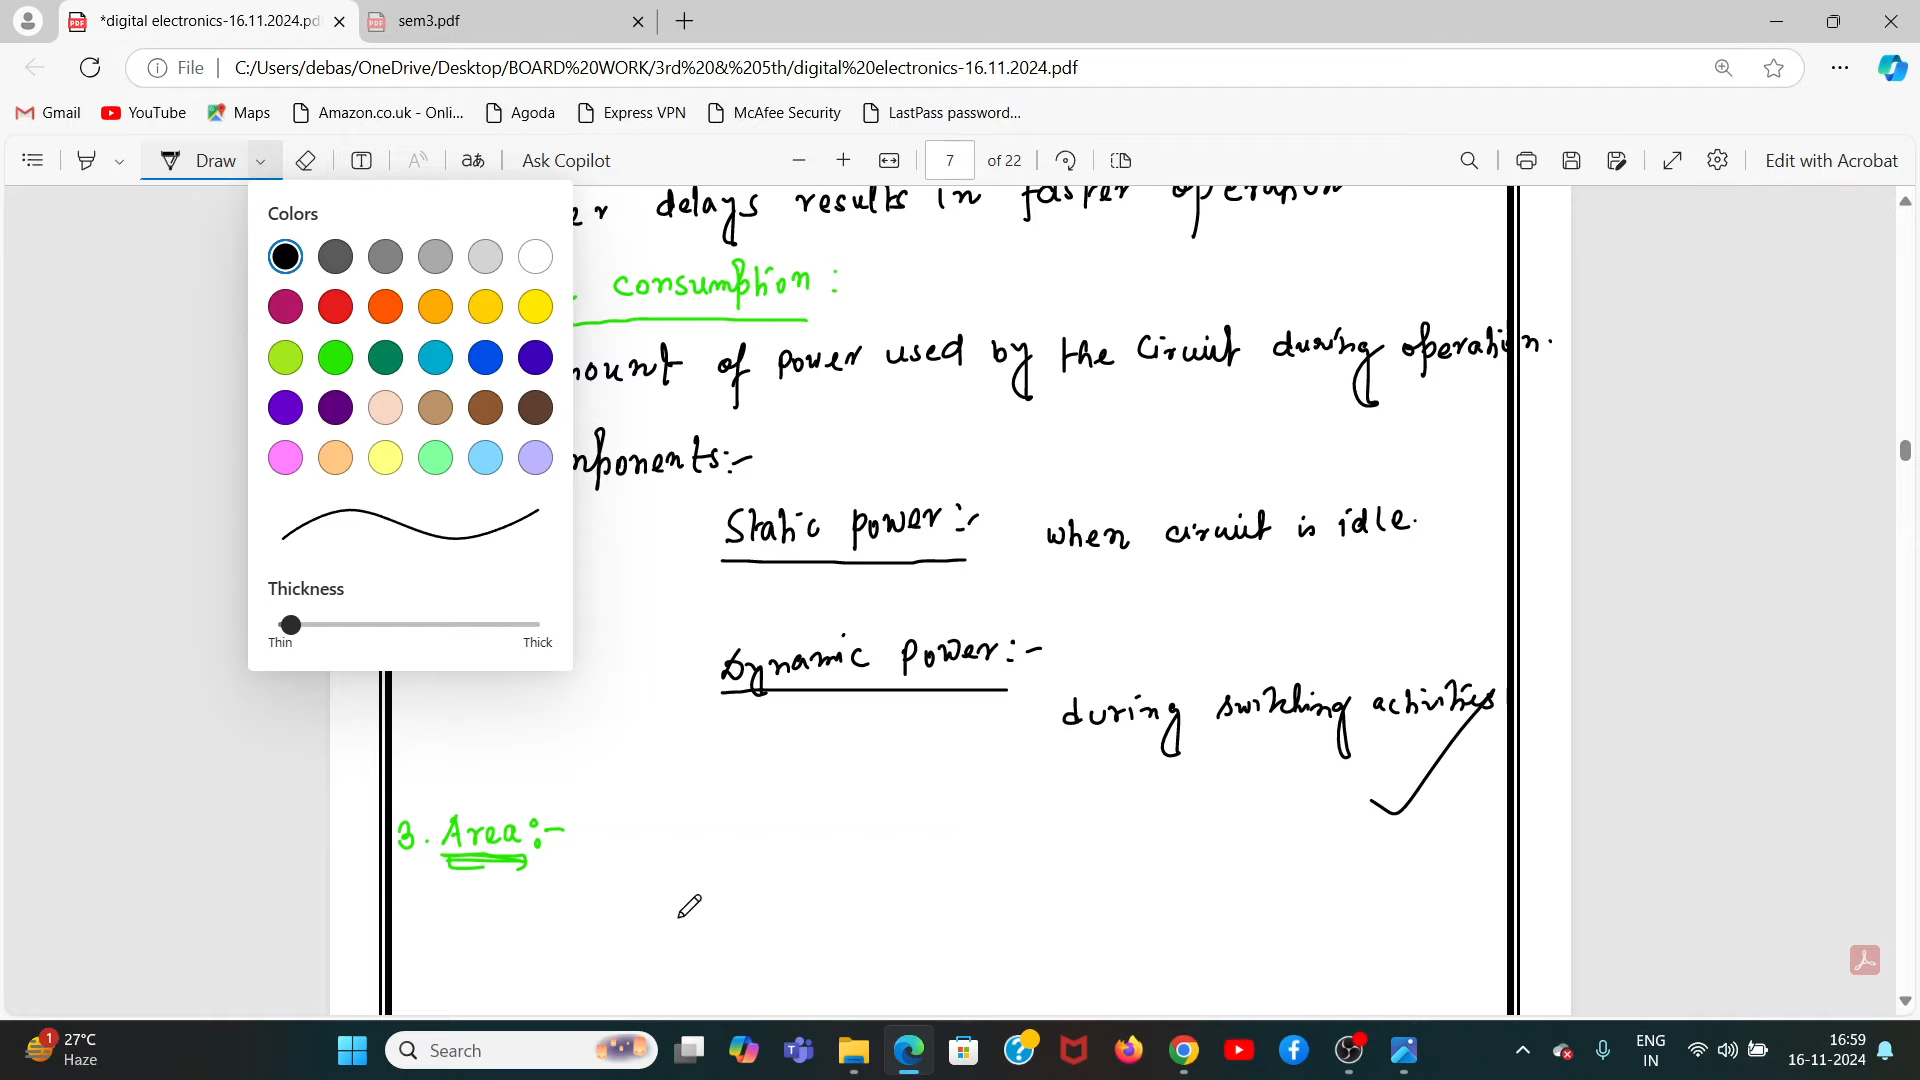 *digital electronics-16.11.2024.pd
sem3.pdf
File
C:/Users/debas/OneDrive/Desktop/BOARD%20WORK/3rd%20&%205th/digital%20electronics-16.11.2024.pdf
Gmail
YouTube
Maps
Amazon.co.uk - Onli...
Agoda
Express VPN
McAfee Security
LastPass password...
Draw
Ask Copilot
7 of 22
Edit with Acrobat
Colors
Thickness
Thin
Thick
delays results in faster operation
consumption :
of power used by the circuit during operation.
Static power :- when circuit is idle.
Dynamic power :-
during switching activities
3. Area :-
1
27°C
Haze
Search
ENG
IN
16:59
16-11-2024